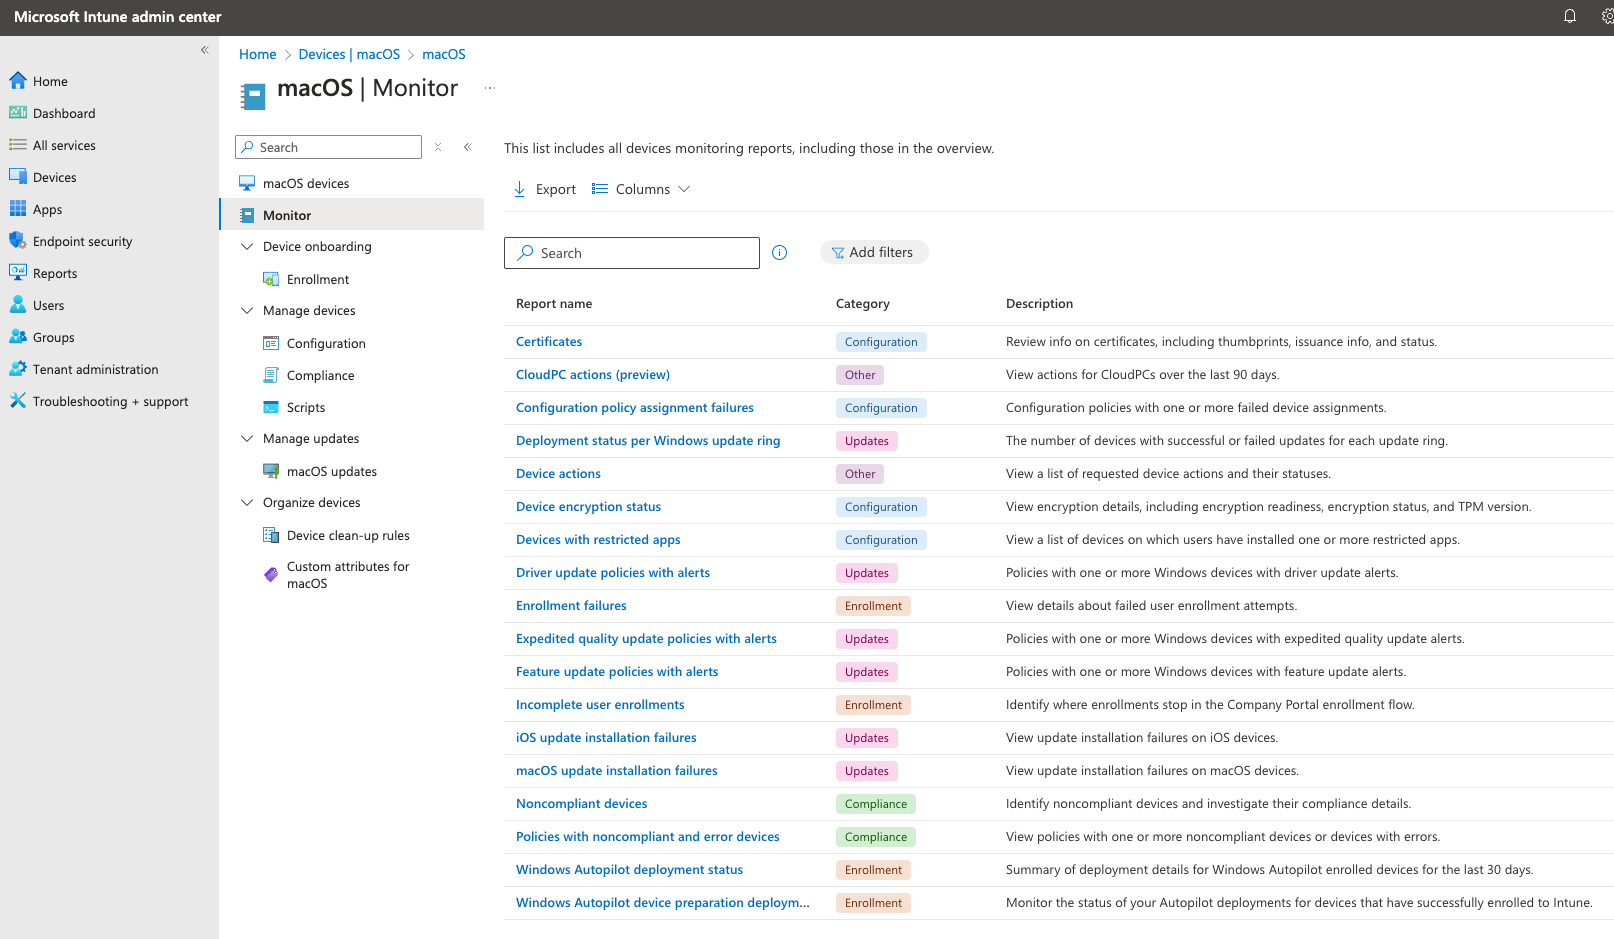 Microsoft Intune admin center
Home
Dashboard
All services
Devices
Apps
Endpoint security
Reports
Users
Groups
Tenant administration
Troubleshooting + support
Home > Devices | macOS > macOS
macOS | Monitor ...
Search
macOS devices
Monitor
Device onboarding
Enrollment
Manage devices
Configuration
Compliance
Scripts
Manage updates
macOS updates
Organize devices
Device clean-up rules
Custom attributes for
macOS
This list includes all devices monitoring reports, including those in the overview.
Export Columns
Search Add filters
Report name Category Description
Certificates Configuration Review info on certificates, including thumbprints, issuance info, and status.
CloudPC actions (preview) Other View actions for CloudPCs over the last 90 days.
Configuration policy assignment failures Configuration Configuration policies with one or more failed device assignments.
Deployment status per Windows update ring Updates The number of devices with successful or failed updates for each update ring.
Device actions Other View a list of requested device actions and their statuses.
Device encryption status Configuration View encryption details, including encryption readiness, encryption status, and TPM version.
Devices with restricted apps Configuration View a list of devices on which users have installed one or more restricted apps.
Driver update policies with alerts Updates Policies with one or more Windows devices with driver update alerts.
Enrollment failures Enrollment View details about failed user enrollment attempts.
Expedited quality update policies with alerts Updates Policies with one or more Windows devices with expedited quality update alerts.
Feature update policies with alerts Updates Policies with one or more Windows devices with feature update alerts.
Incomplete user enrollments Enrollment Identify where enrollments stop in the Company Portal enrollment flow.
iOS update installation failures Updates View update installation failures on iOS devices.
macOS update installation failures Updates View update installation failures on macOS devices.
Noncompliant devices Compliance Identify noncompliant devices and investigate their compliance details.
Policies with noncompliant and error devices Compliance View policies with one or more noncompliant devices or devices with errors.
Windows Autopilot deployment status Enrollment Summary of deployment details for Windows Autopilot enrolled devices for the last 30 days.
Windows Autopilot device preparation deploym... Enrollment Monitor the status of your Autopilot deployments for devices that have successfully enrolled to Intune.